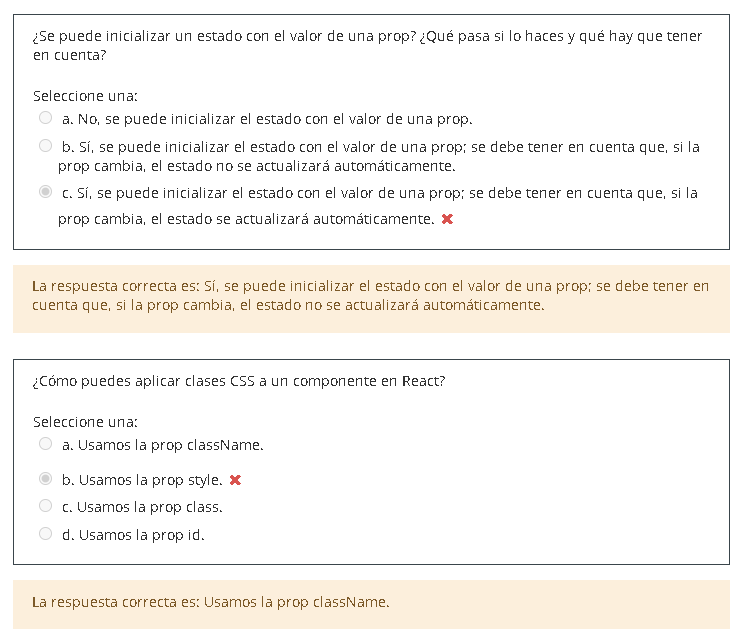 ¿Se puede inicializar un estado con el valor de una prop? ¿Qué pasa si lo haces y qué hay que tener
en cuenta?
Seleccione una:
a. No, se puede inicializar el estado con el valor de una prop.
b. Sí, se puede inicializar el estado con el valor de una prop; se debe tener en cuenta que, si la
prop cambia, el estado no se actualizará automáticamente.
c. Sí, se puede inicializar el estado con el valor de una prop; se debe tener en cuenta que, si la
prop cambia, el estado se actualizará automáticamente.
La respuesta correcta es: Sí, se puede inicializar el estado con el valor de una prop; se debe tener en
cuenta que, si la prop cambia, el estado no se actualizará automáticamente.
¿Cómo puedes aplicar clases CSS a un componente en React?
Seleccione una:
a. Usamos la prop className.
b. Usamos la prop style.
c. Usamos la prop class.
d. Usamos la prop id.
La respuesta correcta es: Usamos la prop className.